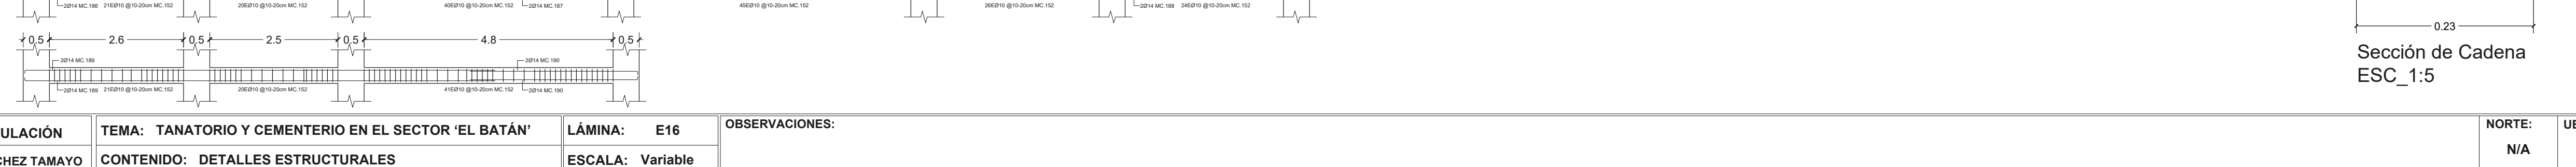 2Ø14 MC.186 21EØ10 @10-20cm MC.152 20EØ10 @10-20cm MC.152 40EØ10 @10-20cm MC.152 2Ø14 MC.187 45EØ10 @10-20cm MC.152 26EØ10 @10-20cm MC.152 2Ø14 MC.188 24EØ10 @10-20cm MC.152
0.23
0.5 2.6 0.5 2.5 0.5 4.8 0.5
Sección de Cadena
ESC_1:5
2Ø14 MC.189 2Ø14 MC.190
2Ø14 MC.189 21EØ10 @10-20cm MC.152 20EØ10 @10-20cm MC.152 41EØ10 @10-20cm MC.152 2Ø14 MC.190
ULACIÓN
CHEZ TAMAYO
TEMA: TANATORIO Y CEMENTERIO EN EL SECTOR ‘EL BATÁN’
CONTENIDO: DETALLES ESTRUCTURALES
LÁMINA: E16
ESCALA: Variable
OBSERVACIONES:
NORTE:
N/A
UE